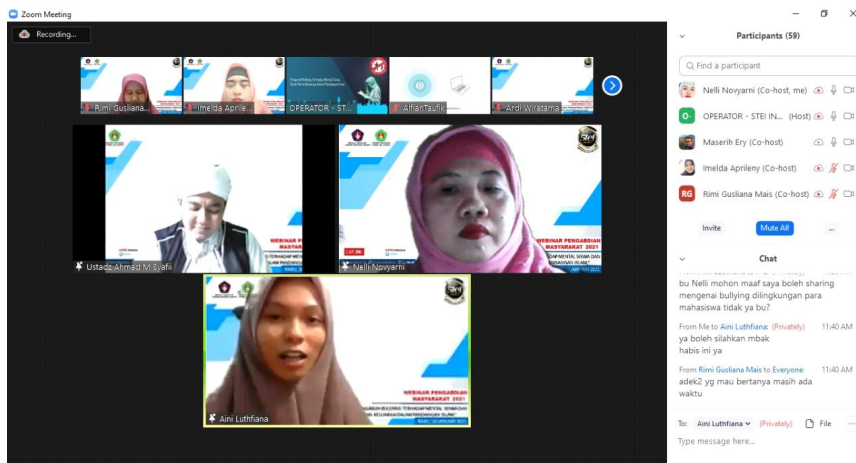 Zoom Meeting
Recording...
Participants (59)
Find a participant
Rimi Gusliana...
Imelda Aprile...
OPERATOR - ST...
AlfianTaufik
Ardi Wiratama
Nelli Novyarni (Co-host, me)
O- OPERATOR - STEI IN... (Host)
Maserih Ery (Co-host)
Imelda Aprileny (Co-host)
RG Rimi Gusliana Mais (Co-host)
Invite
Mute All
...
WEBINAR PENGABDIAN
Ustadz Ahmad M Syafii
Nelli Novyarni
WEBINAR PENGABDIAN
MASYARAKAT 2021
Aini Luthfiana
Chat
bu Nelli mohon maaf saya boleh sharing
mengenai bullying dilingkungan para
mahasiswa tidak ya bu?
From Me to Aini Luthfiana: (Privately) 11:40 AM
ya boleh silahkan mbak
habis ini ya
From Rimi Gusliana Mais to Everyone: 11:40 AM
adek2 yg mau bertanya masih ada
waktu
To: Aini Luthfiana (Privately) File ...
Type message here...